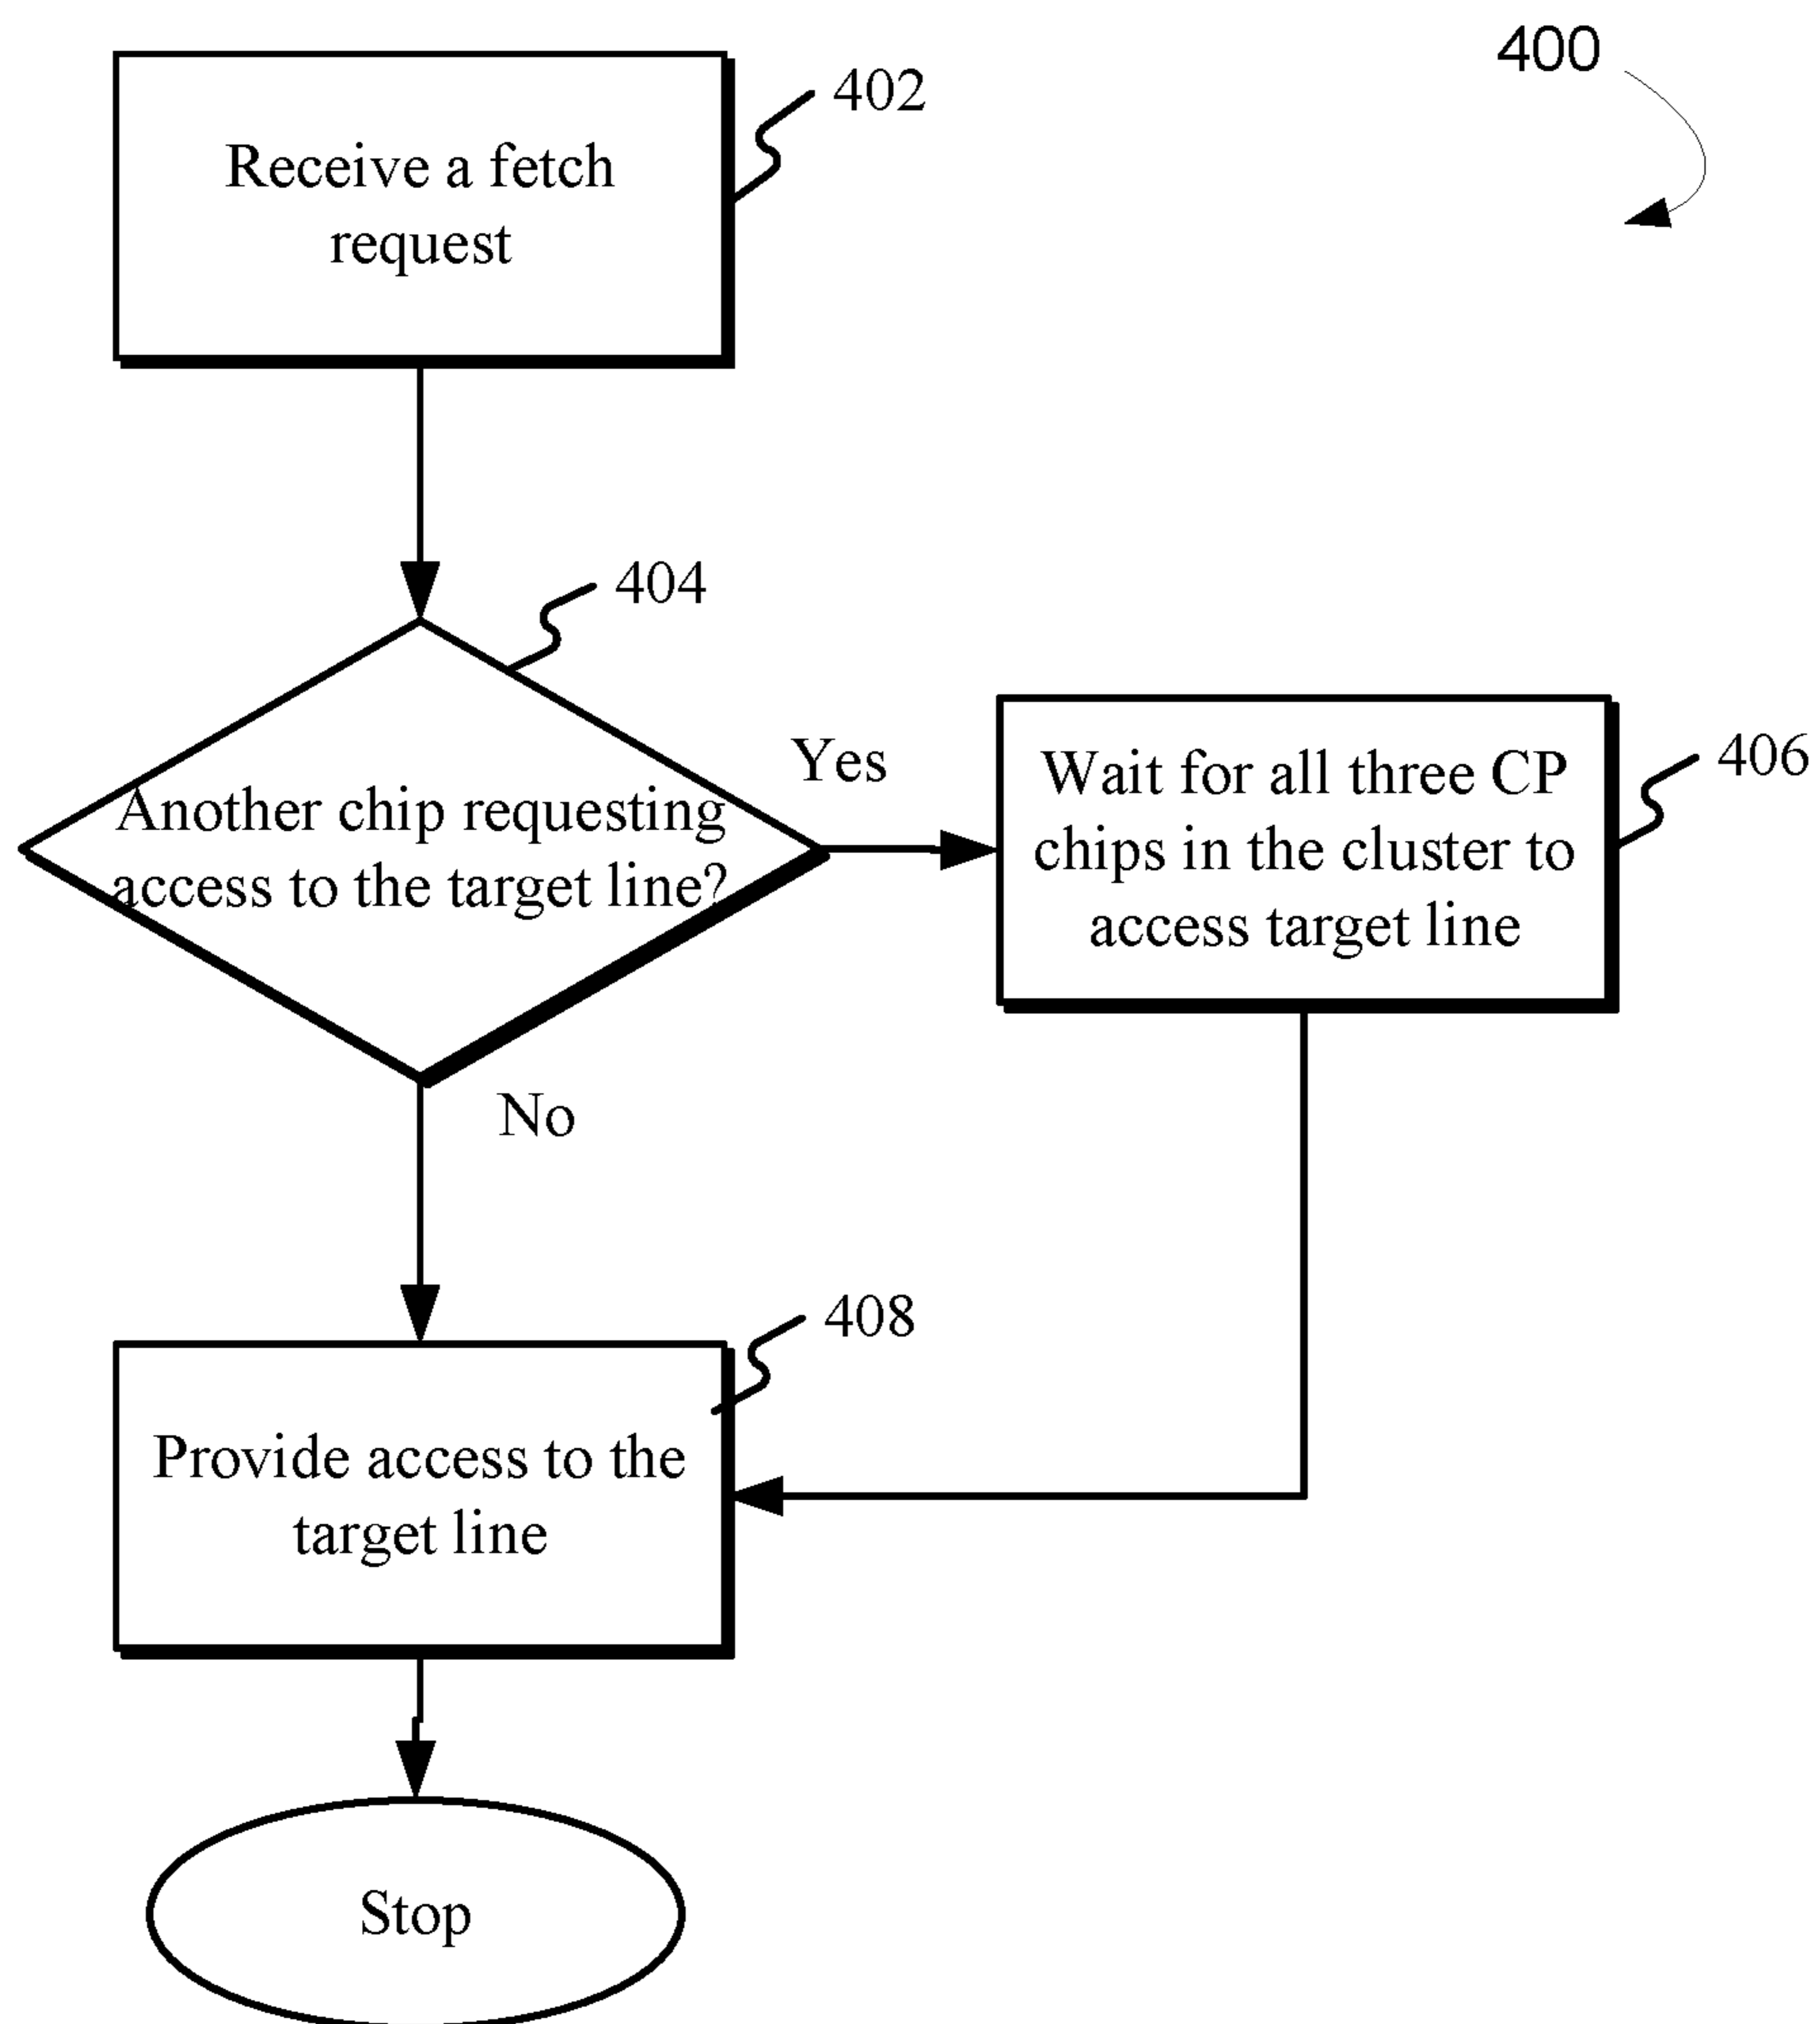 400
402
Receive a fetch
request
404
Another chip requesting
access to the target line?
Yes
406
Wait for all three CP
chips in the cluster to
access target line
No
408
Provide access to the
target line
Stop